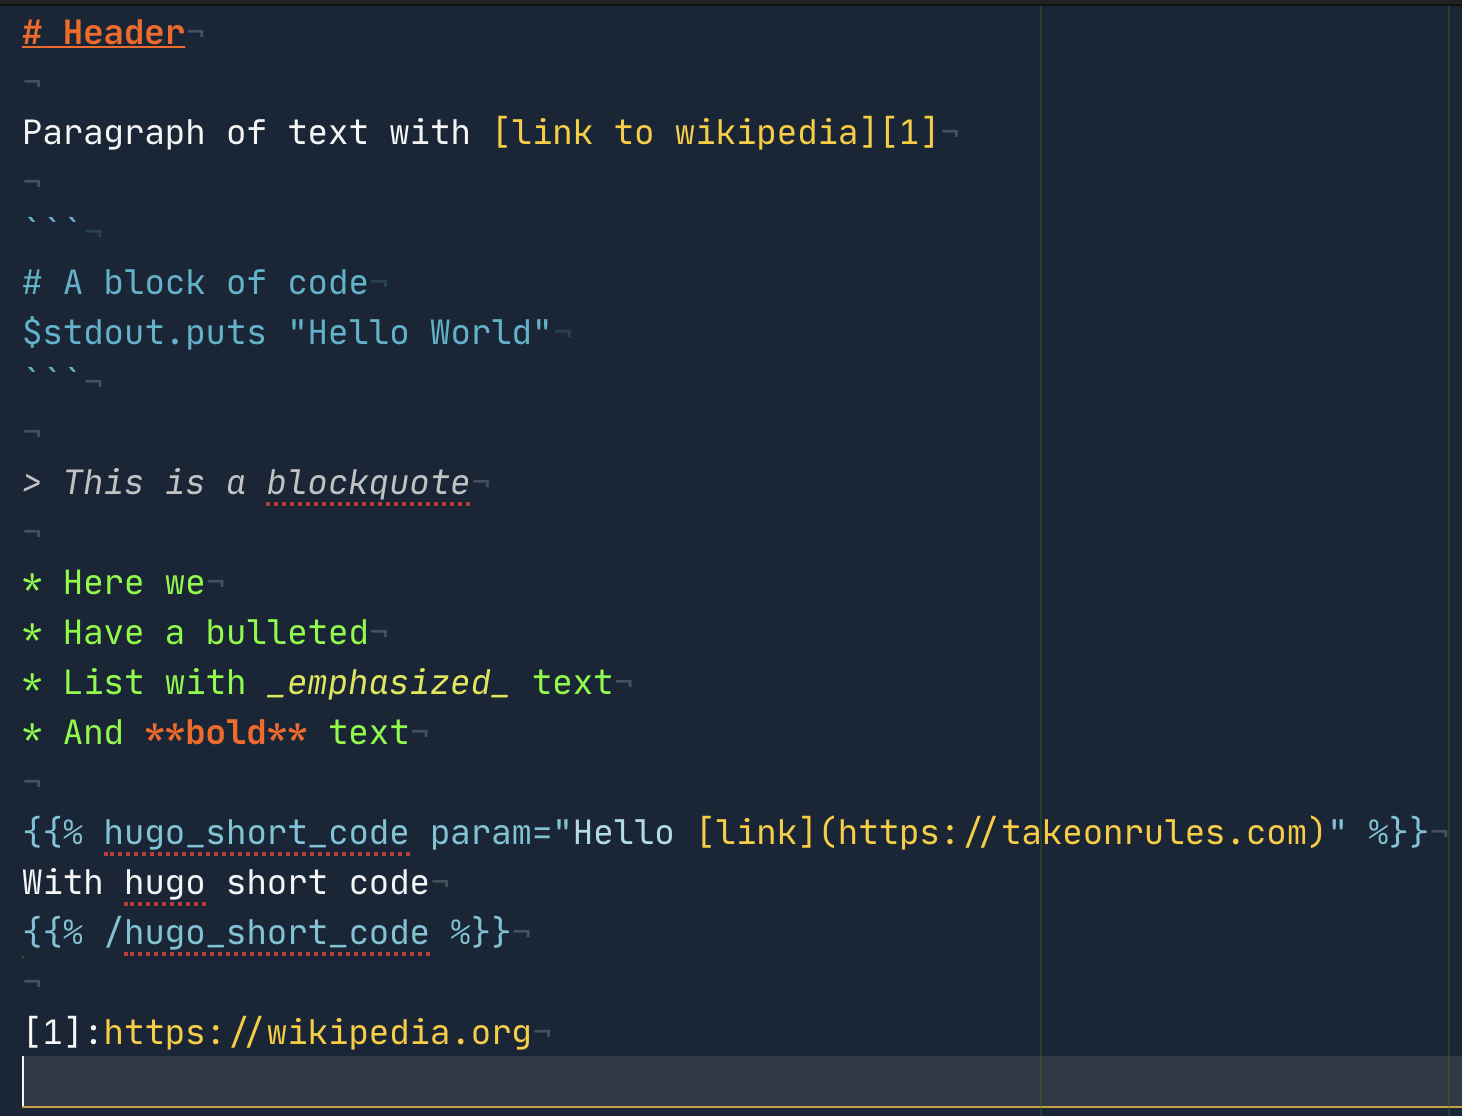 # Header¬
¬
Paragraph of text with [link to wikipedia][1]¬
¬
```¬
# A block of code¬
$stdout.puts "Hello World"¬
```¬
¬
> This is a blockquote¬
¬
* Here we¬
* Have a bulleted¬
* List with _emphasized_ text¬
* And **bold** text¬
¬
{{% hugo_short_code param="Hello [link](https://takeonrules.com)" %}}¬
With hugo short code¬
{{% /hugo_short_code %}}¬
¬
[1]:https://wikipedia.org¬